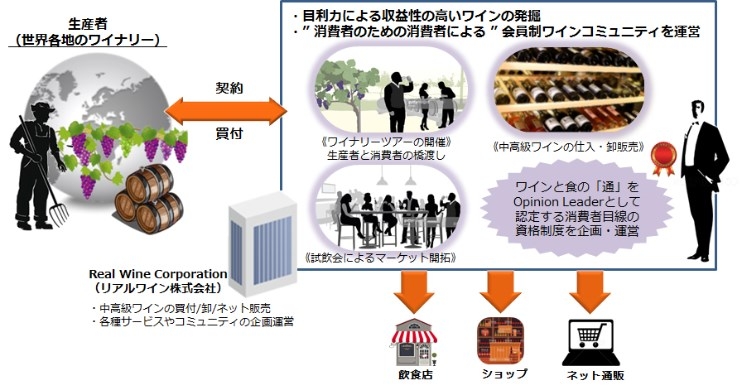 生産者
（世界各地のワイナリー）
契約
買付
・目利力による収益性の高いワインの発掘
・” 消費者のための消費者による ” 会員制ワインコミュニティを運営
《ワイナリーツアーの開催》
生産者と消費者の橋渡し
《中高級ワインの仕入・卸販売》
《試飲会によるマーケット開拓》
ワインと食の「通」を
Opinion Leaderとして
認定する消費者目線の
資格制度を企画・運営
Real Wine Corporation
（リアルワイン株式会社）
・中高級ワインの買付/卸/ネット販売
・各種サービスやコミュニティの企画運営
飲食店
ショップ
ネット通販